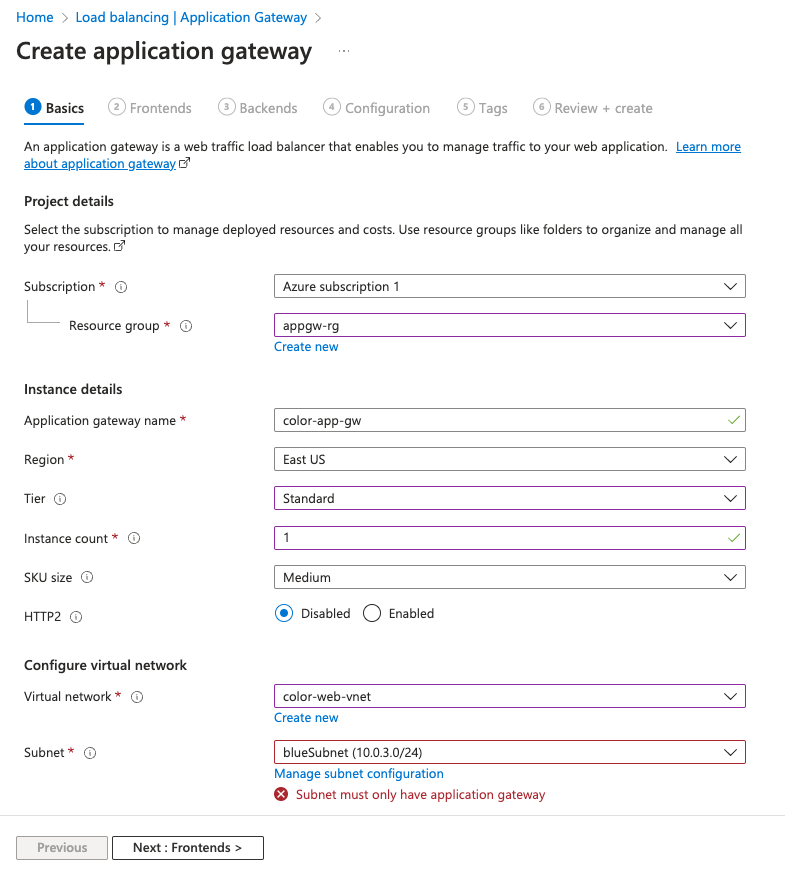 Home > Load balancing | Application Gateway >
Create application gateway ...
1 Basics 2 Frontends 3 Backends 4 Configuration 5 Tags 6 Review + create
An application gateway is a web traffic load balancer that enables you to manage traffic to your web application. Learn more
about application gateway
Project details
Select the subscription to manage deployed resources and costs. Use resource groups like folders to organize and manage all
your resources.
Subscription * Azure subscription 1
Resource group * appgw-rg
Create new
Instance details
Application gateway name * color-app-gw
Region * East US
Tier Standard
Instance count * 1
SKU size Medium
HTTP2 Disabled Enabled
Configure virtual network
Virtual network * color-web-vnet
Create new
Subnet * blueSubnet (10.0.3.0/24)
Manage subnet configuration
Subnet must only have application gateway
Previous Next : Frontends >